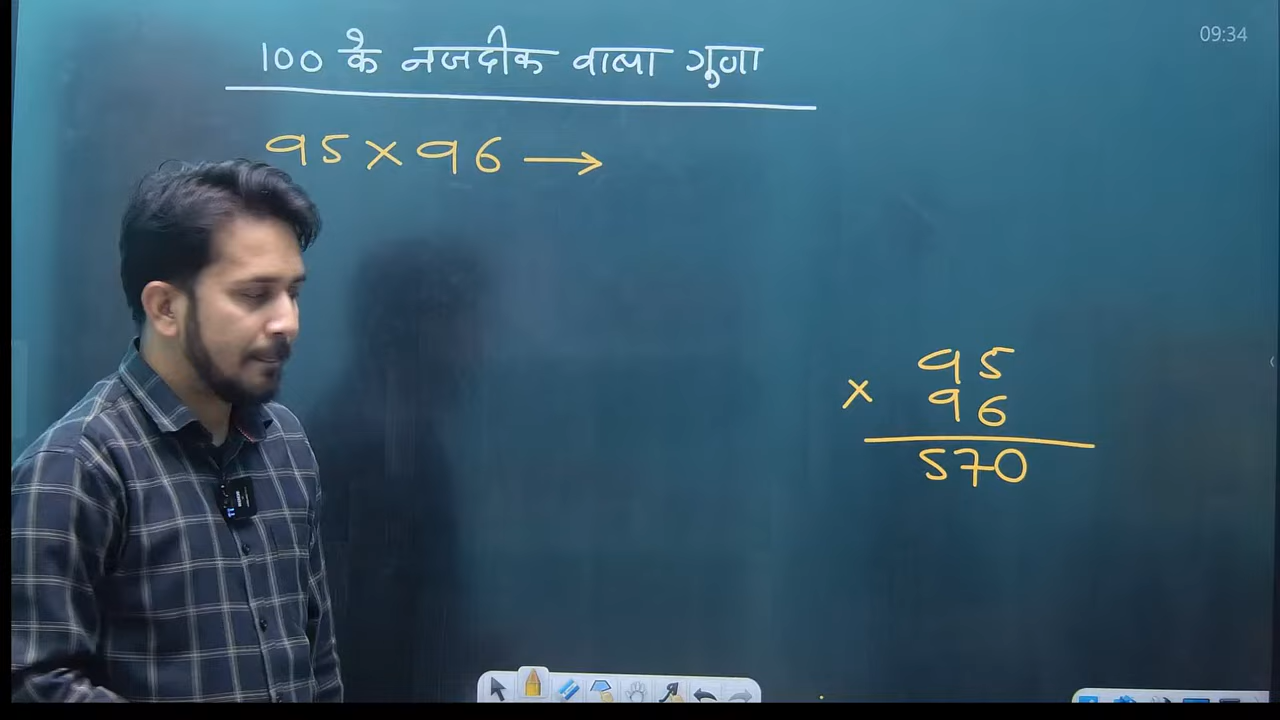 09:34
100 के नजदीक वाला गुणा
95 × 96 →
95
× 96
570